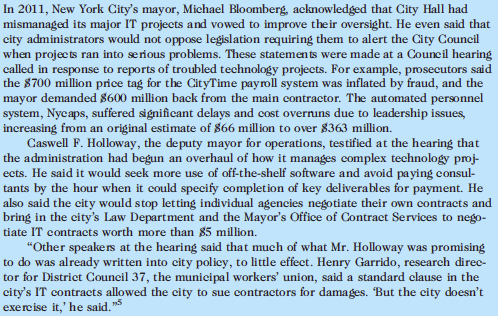 In 2011, New York City's mayor, Michael Bloomberg, acknowledged that City Hall had
mismanaged its major IT projects and vowed to improve their oversight. He even said that
city administrators would not oppose legislation requiring them to alert the City Council
when projects ran into serious problems. These statements were made at a Council hearing
called in response to reports of troubled technology projects. For example, prosecutors said
the $700 million price tag for the CityTime payroll system was inflated by fraud, and the
mayor demanded $600 million back from the main contractor. The automated personnel
system, Nycaps, suffered significant delays and cost overruns due to leadership issues,
increasing from an original estimate of $66 million to over $363 million.
Caswell F. Holloway, the deputy mayor for operations, testified at the hearing that
the administration had begun an overhaul of how it manages complex technology proj-
ects. He said it would seek more use of off-the-shelf software and avoid paying consul-
tants by the hour when it could specify completion of key deliverables for payment. He
also said the city would stop letting individual agencies negotiate their own contracts and
bring in the city's Law Department and the Mayor's Office of Contract Services to nego-
tiate IT contracts worth more than $5 million.
"Other speakers at the hearing said that much of what Mr. Holloway was promising
to do was already written into city policy, to little effect. Henry Garrido, research direc-
tor for District Council 37, the municipal workers' union, said a standard clause in the
city's IT contracts allowed the city to sue contractors for damages. 'But the city doesn't
exercise it,' he said."5